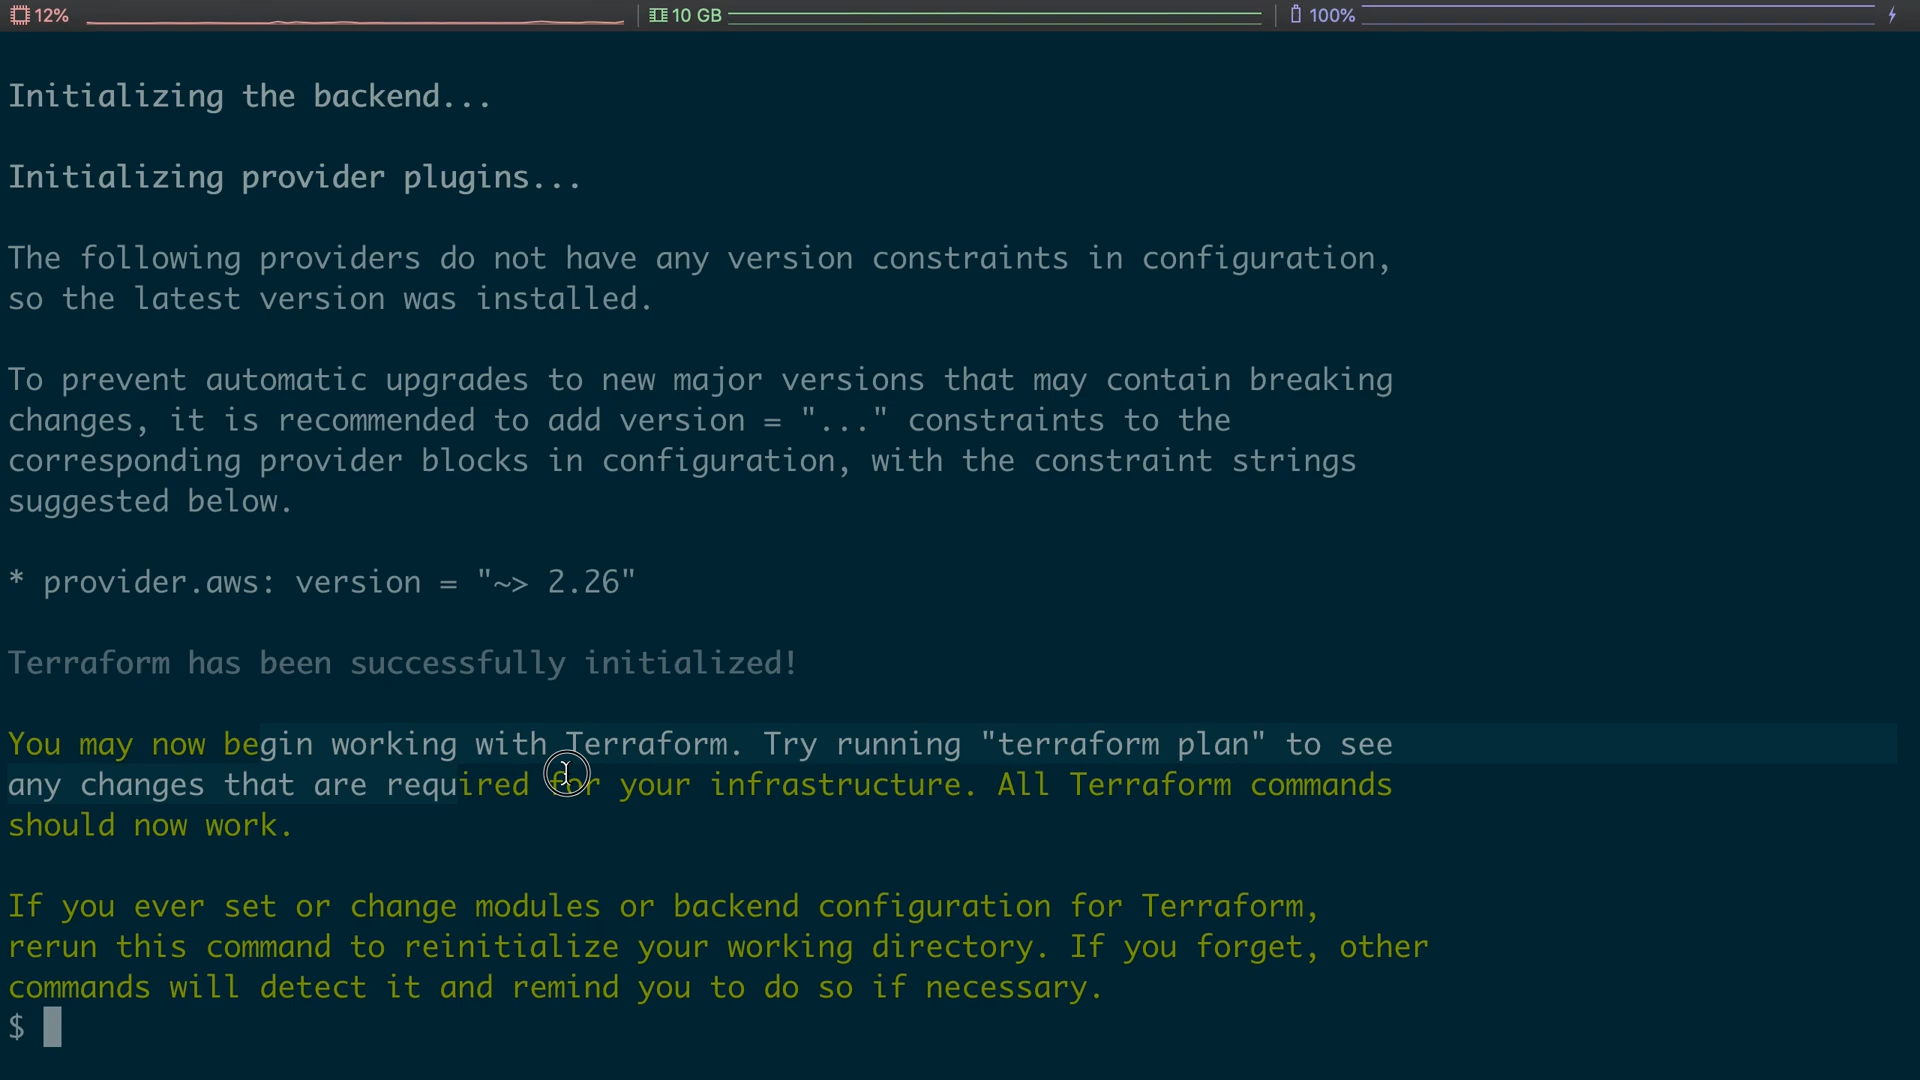 12%
10 GB
100%
Initializing the backend...
Initializing provider plugins...
The following providers do not have any version constraints in configuration,
so the latest version was installed.
To prevent automatic upgrades to new major versions that may contain breaking
changes, it is recommended to add version = "..." constraints to the
corresponding provider blocks in configuration, with the constraint strings
suggested below.
* provider.aws: version = "~> 2.26"
Terraform has been successfully initialized!
You may now begin working with Terraform. Try running "terraform plan" to see
any changes that are required for your infrastructure. All Terraform commands
should now work.
If you ever set or change modules or backend configuration for Terraform,
rerun this command to reinitialize your working directory. If you forget, other
commands will detect it and remind you to do so if necessary.
$